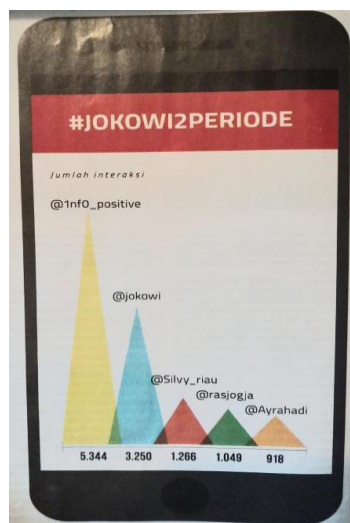 #JOKOWI2PERIODE
Jumlah interaksi
@1nf0_positive
@jokowi
@Silvy_riau
@rasjogja
@Ayrahadi
5.344 3.250 1.266 1.049 918